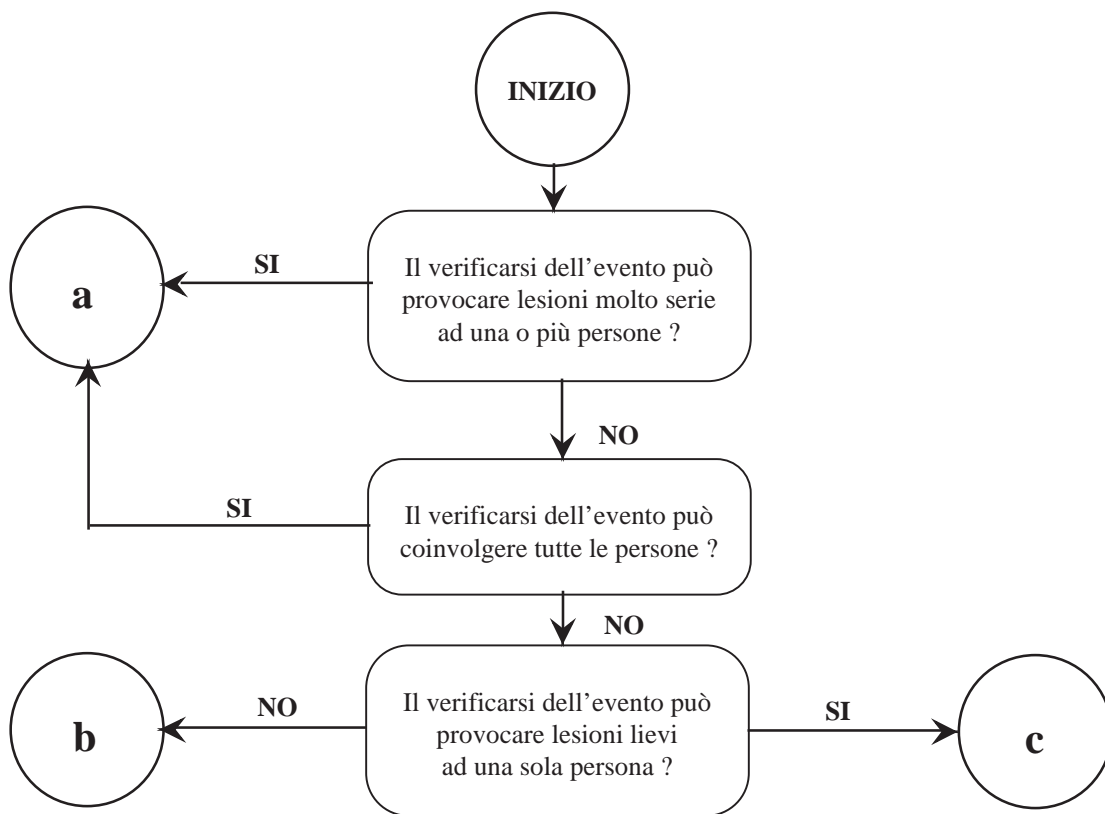 INIZIO
SI
a
Il verificarsi dell’evento può
provocare lesioni molto serie
ad una o più persone ?
NO
SI
Il verificarsi dell’evento può
coinvolgere tutte le persone ?
NO
b
NO
Il verificarsi dell’evento può
provocare lesioni lievi
ad una sola persona ?
SI
c